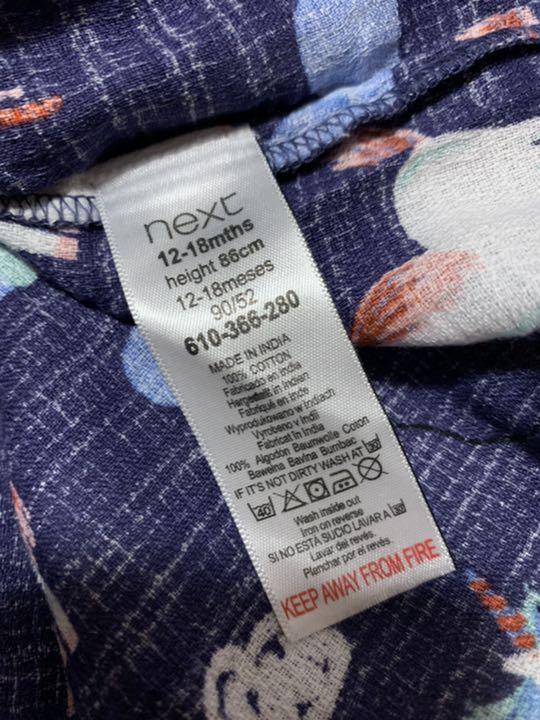 next
12-18mths
height 86cm
12-18meses
90/52
610-366-280
MADE IN INDIA
100% COTTON
Fabricado en India
Hergestellt in Indien
Fabriqué en Inde
Wyprodukowano w Indiach
Vyrobeno v Indii
Fabricat în India
100% Algodon Baumwolle Coton
Bawełna Bavlna Bumbac
IF IT'S NOT DIRTY WASH AT 30
40
Wash inside out
Iron on reverse
SI NO ESTÁ SUCIO LAVAR A 30
Lavar del revés.
Planchar por el revés.
KEEP AWAY FROM FIRE